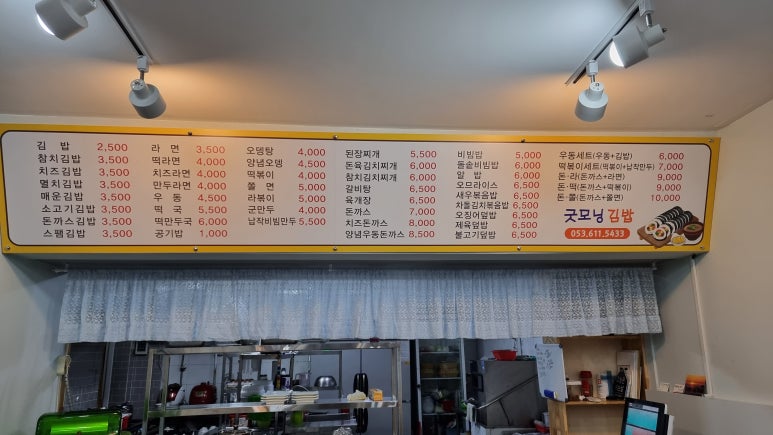 김 밥 2,500
참치김밥 3,500
치즈김밥 3,500
멸치김밥 3,500
매운김밥 3,500
소고기김밥 3,500
돈까스김밥 3,500
스팸김밥 3,500
라 면 3,500
떡라면 4,000
치즈라면 4,000
만두라면 4,000
우 동 4,500
떡 국 5,500
떡만두국 6,000
공기밥 1,000
오뎅탕 4,000
양념오뎅 4,500
떡볶이 4,000
쫄 면 5,000
라볶이 5,000
군만두 4,000
납작비빔만두 5,500
된장찌개 5,500
돈육김치찌개 6,000
참치김치찌개 6,000
갈비탕 6,500
육개장 6,500
돈까스 7,000
치즈돈까스 8,000
양념우동돈까스 8,500
비빔밥 5,000
돌솥비빔밥 6,000
알 밥 6,000
오므라이스 6,500
새우볶음밥 6,500
차돌김치볶음밥 6,500
오징어덮밥 6,500
제육덮밥 6,500
불고기덮밥 6,500
우동세트(우동+김밥) 6,000
떡볶이세트(떡볶이+납작만두) 7,000
돈·라(돈까스+라면) 9,000
돈·떡(돈까스+떡볶이) 9,000
돈·쫄(돈까스+쫄면) 10,000
굿모닝김밥
053.611.5433